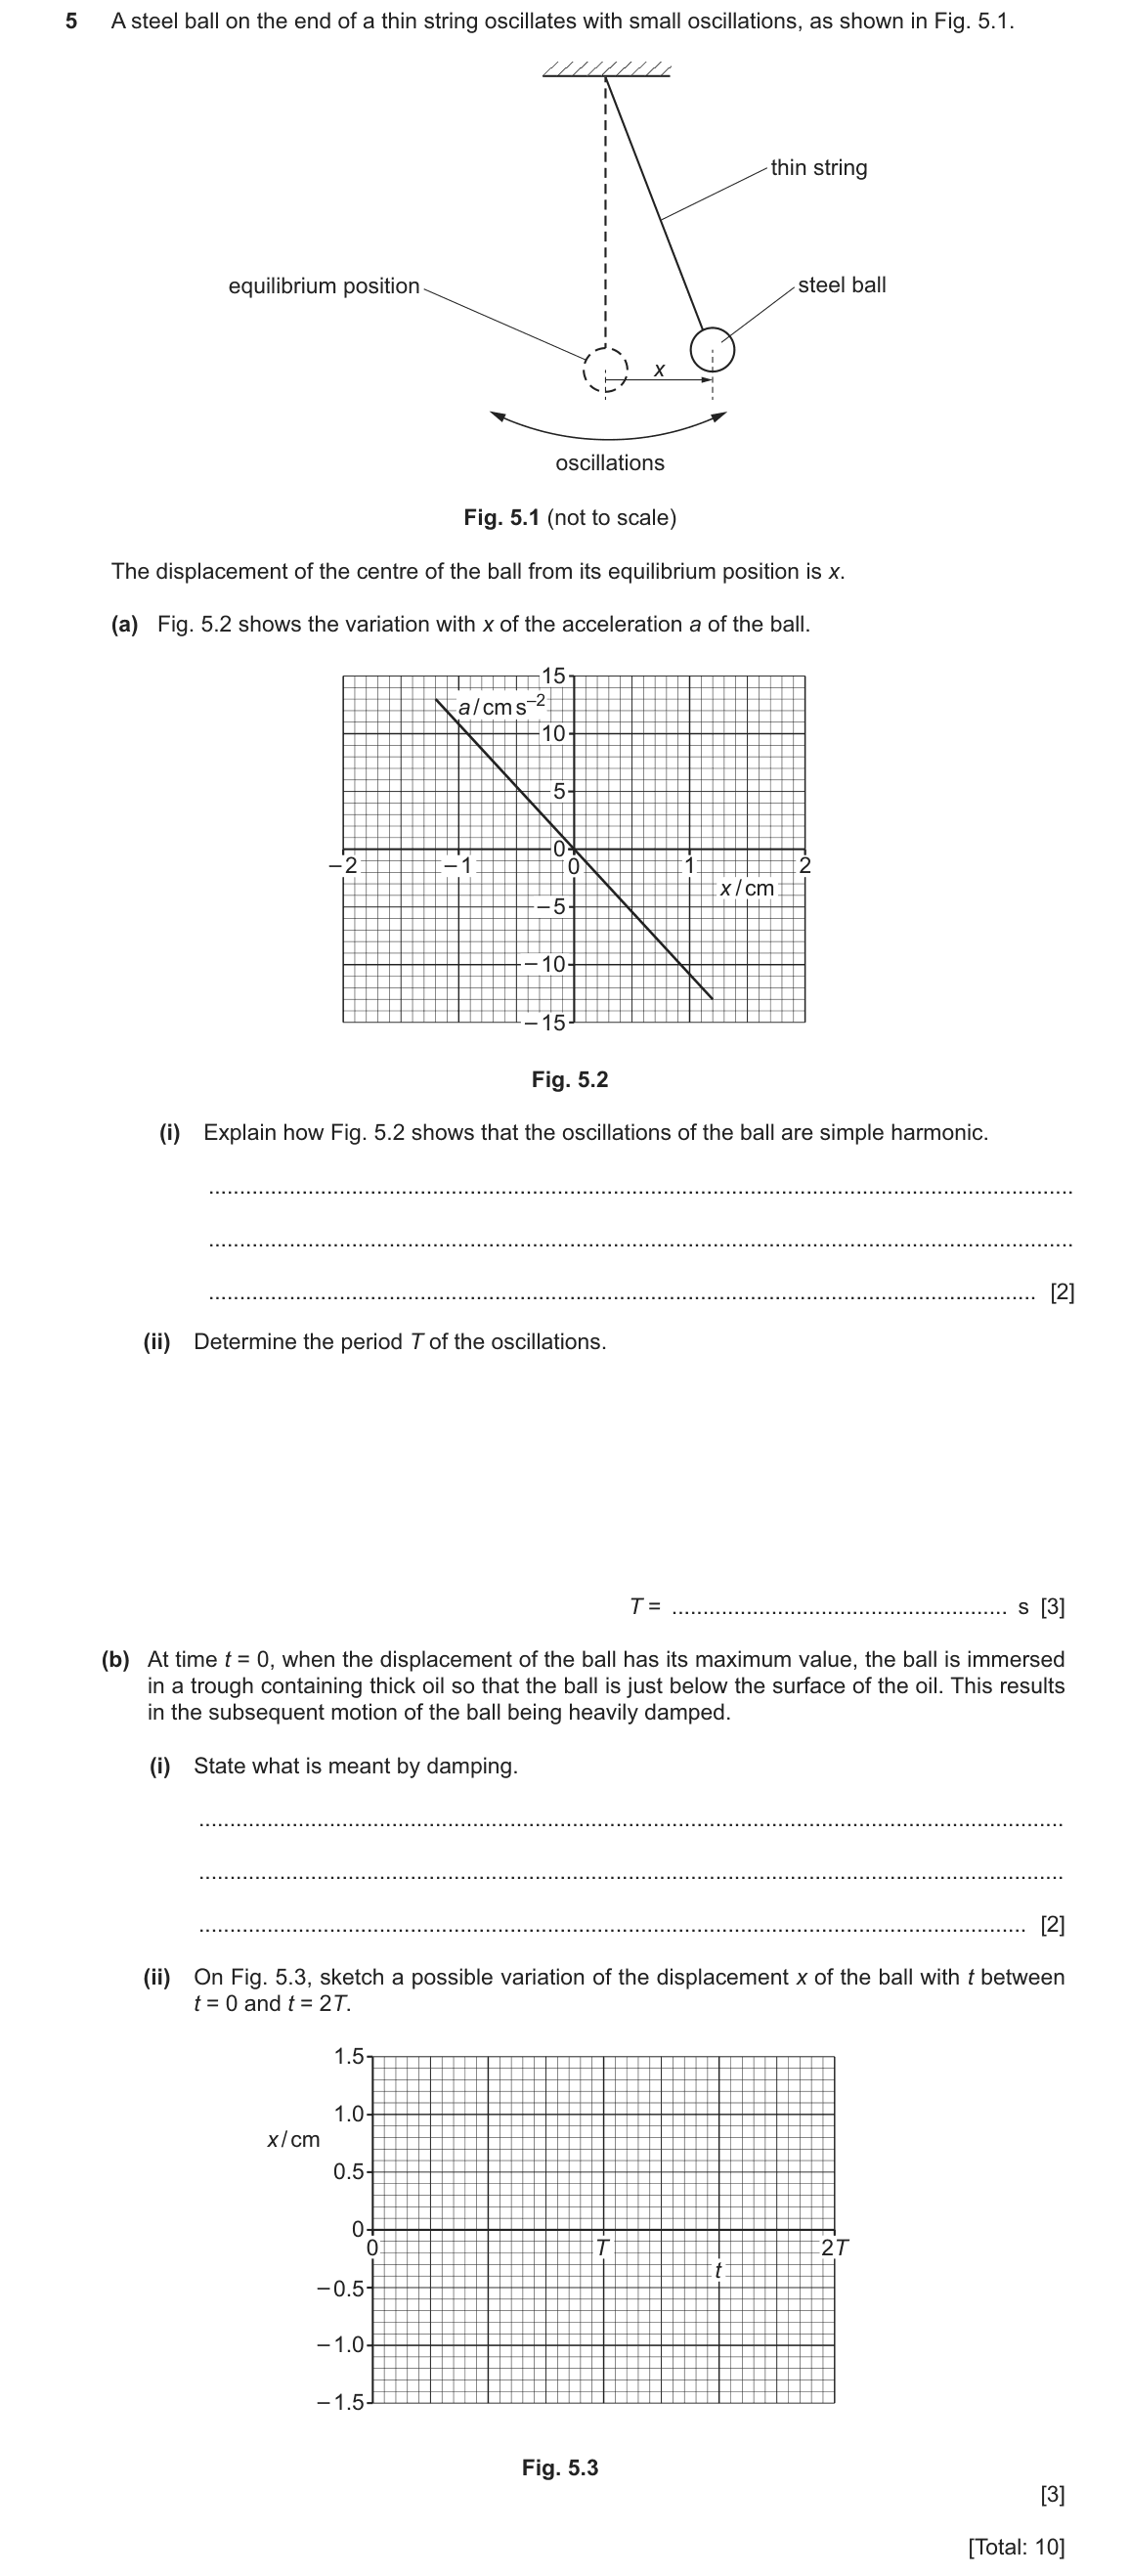 5 A steel ball on the end of a thin string oscillates with small oscillations, as shown in Fig. 5.1.
thin string
equilibrium position
steel ball
x
oscillations
Fig. 5.1 (not to scale)
The displacement of the centre of the ball from its equilibrium position is x.
(a) Fig. 5.2 shows the variation with x of the acceleration a of the ball.
15
a/cm s⁻²
10
5
0
−2 −1 0 1 2
x/cm
−5
−10
−15
Fig. 5.2
(i) Explain how Fig. 5.2 shows that the oscillations of the ball are simple harmonic.
[2]
(ii) Determine the period T of the oscillations.
T = ...................................................... s [3]
(b) At time t = 0, when the displacement of the ball has its maximum value, the ball is immersed
in a trough containing thick oil so that the ball is just below the surface of the oil. This results
in the subsequent motion of the ball being heavily damped.
(i) State what is meant by damping.
[2]
(ii) On Fig. 5.3, sketch a possible variation of the displacement x of the ball with t between
t = 0 and t = 2T.
1.5
1.0
x/cm
0.5
0
0 T 2T
t
−0.5
−1.0
−1.5
Fig. 5.3
[3]
[Total: 10]